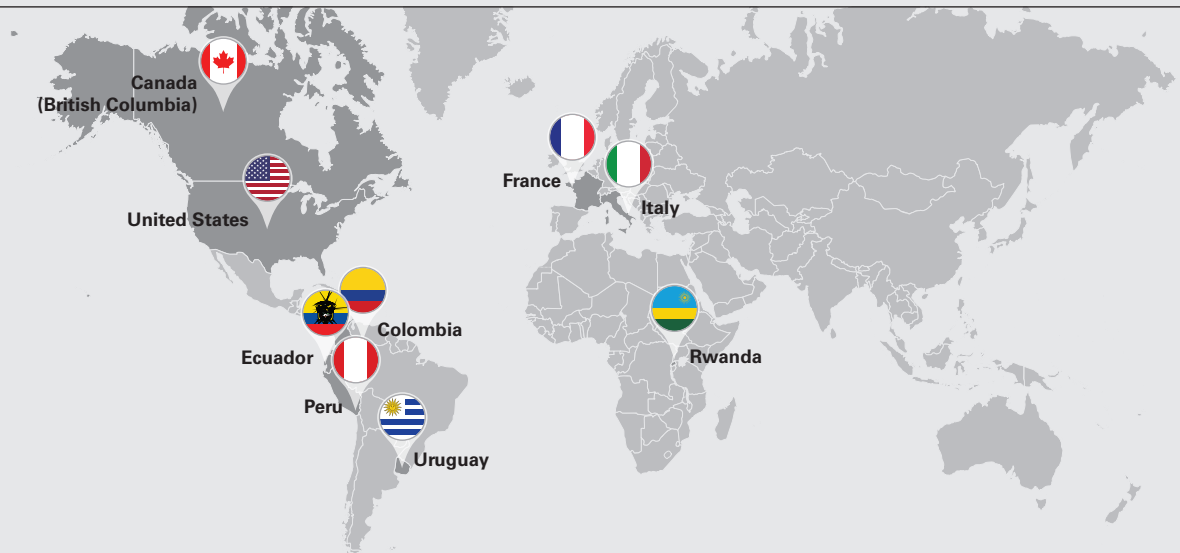 Canada
(British Columbia)
United States
France
Italy
Colombia
Ecuador
Rwanda
Peru
Uruguay